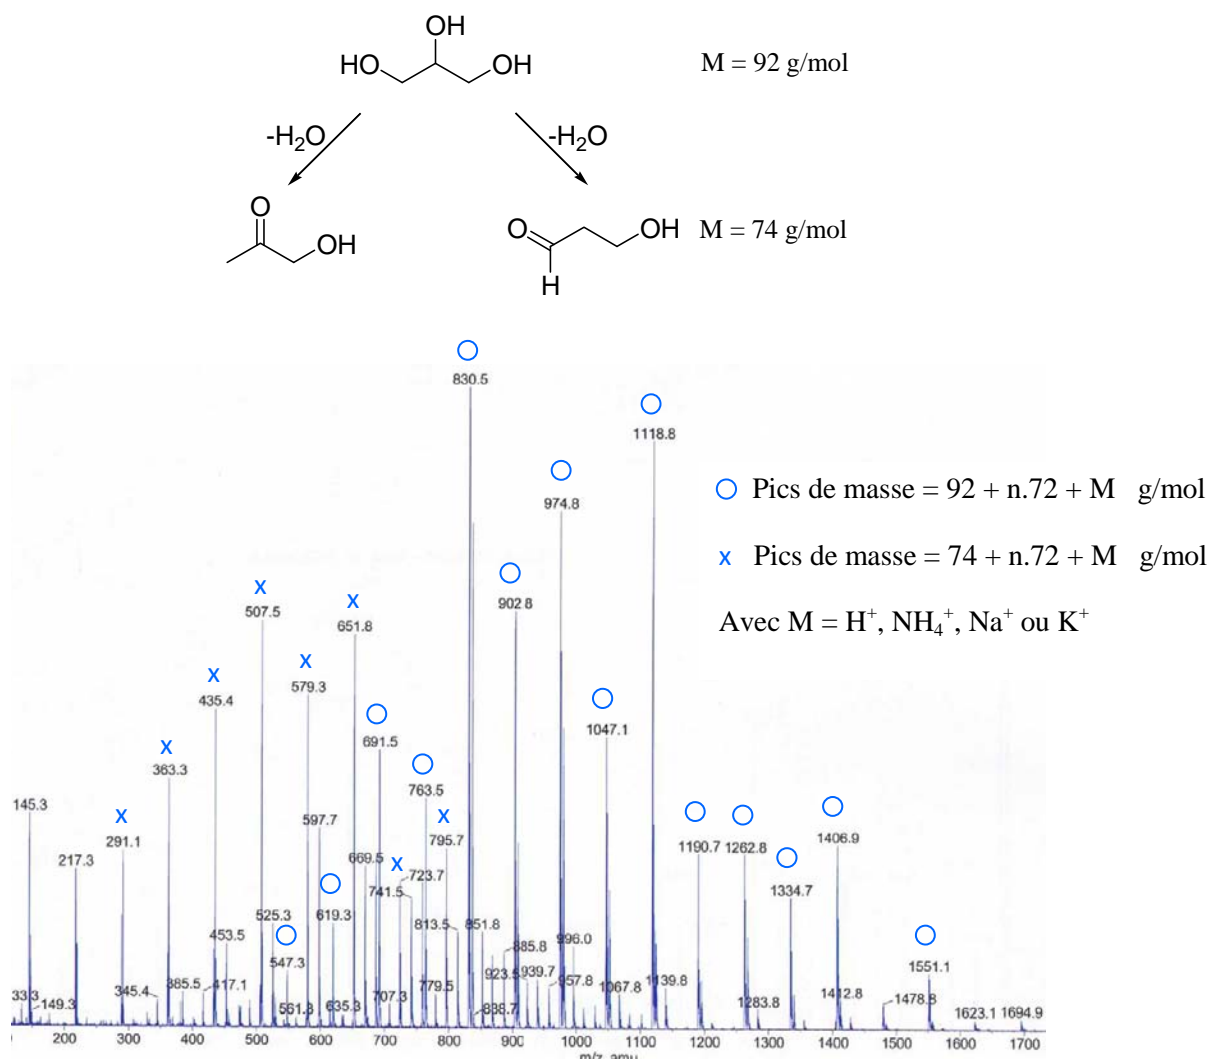 OH
HO OH M = 92 g/mol
-H₂O -H₂O
O
OH
O OH M = 74 g/mol
H
830.5
1118.8
974.8
O Pics de masse = 92 + n.72 + M g/mol
x Pics de masse = 74 + n.72 + M g/mol
Avec M = H⁺, NH₄⁺, Na⁺ ou K⁺
x 507.5
x 651.8
902.8
x 579.3
x 435.4
691.5
1047.1
x 363.3
763.5
145.3
x 291.1
597.7
x 795.7
1190.7 1262.8
1406.9
217.3
669.5
x 723.7
1334.7
741.5
525.3
619.3
813.5
851.8
453.5
547.3
885.8
996.0
923.5 939.7
957.8
1067.8
1139.8
1551.1
345.4
385.5
417.1
561.3
635.3
707.3
779.5
838.7
1283.8
1412.8
1478.8
33.3
149.3
1623.1 1694.9
200 300 400 500 600 700 800 900 1000 1100 1200 1300 1400 1500 1600 1700
m/z, amu